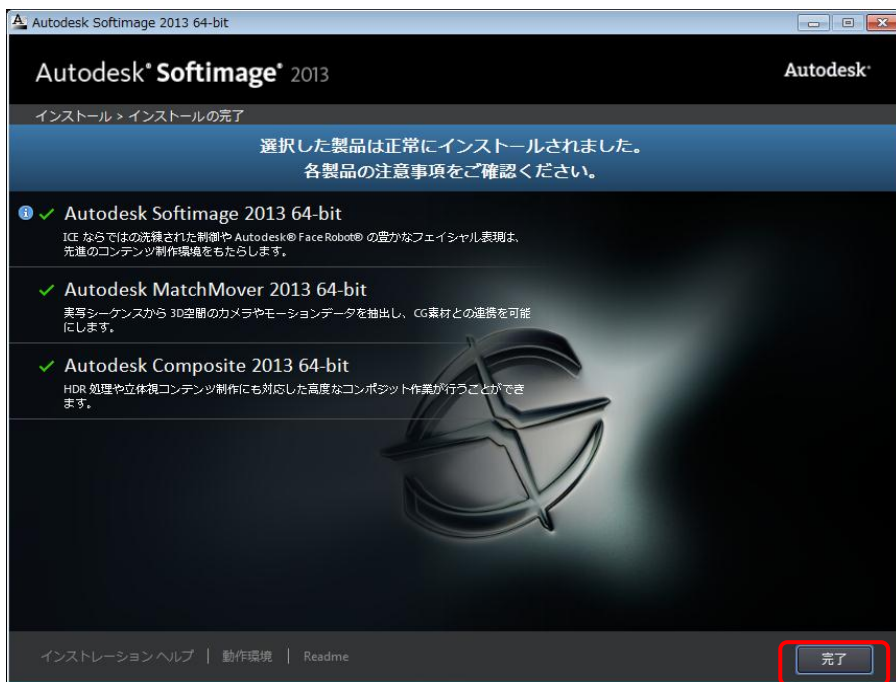 Autodesk Softimage 2013 64-bit
Autodesk® Softimage® 2013
Autodesk®
インストール > インストールの完了
選択した製品は正常にインストールされました。
各製品の注意事項をご確認ください。
Autodesk Softimage 2013 64-bit
ICE ならではの洗練された制御や Autodesk® Face Robot® の豊かなフェイシャル表現は、
先進のコンテンツ制作環境をもたらします。
Autodesk MatchMover 2013 64-bit
実写シーケンスから 3D空間のカメラやモーションデータを抽出し、CG素材との連携を可能
にします。
Autodesk Composite 2013 64-bit
HDR 処理や立体視コンテンツ制作にも対応した高度なコンポジット作業が行うことができ
ます。
インストレーション ヘルプ | 動作環境 | Readme
完了